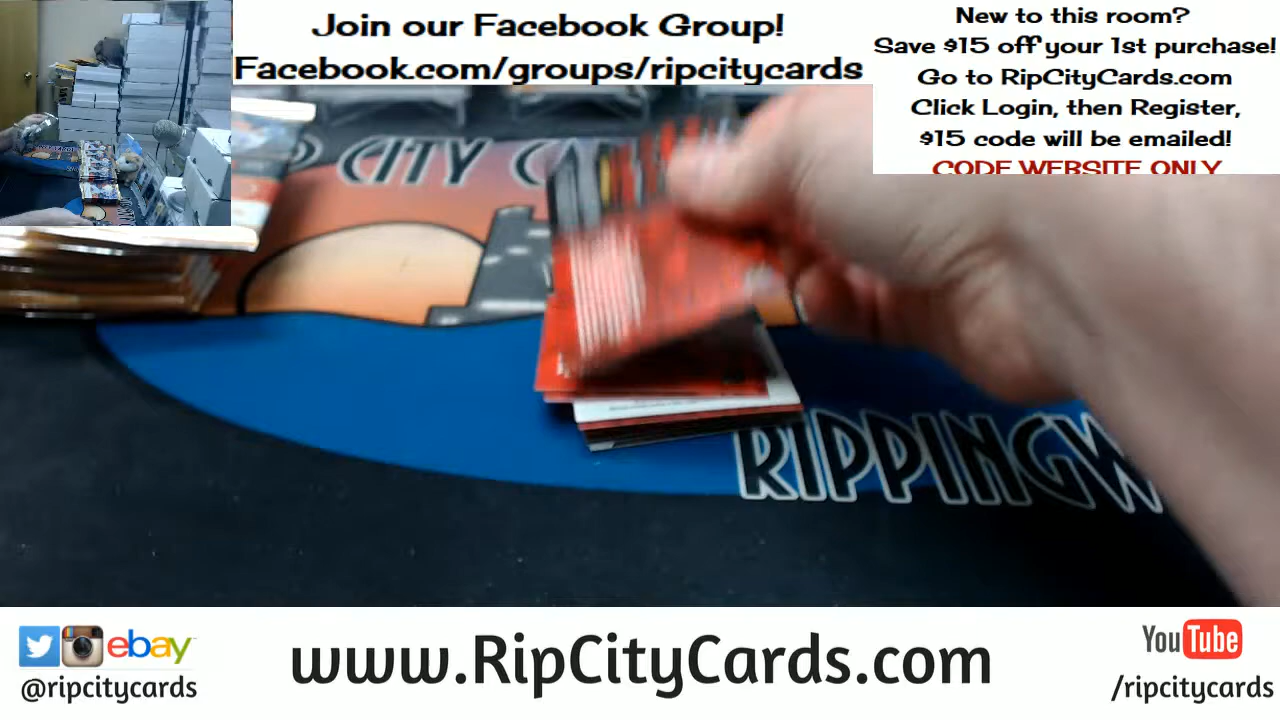 Join our Facebook Group!
Facebook.com/groups/ripcitycards
New to this room?
Save $15 off your 1st purchase!
Go to RipCityCards.com
Click Login, then Register,
$15 code will be emailed!
CODE WEBSITE ONLY
CITY
RIPPINGW
ebay
@ripcitycards
www.RipCityCards.com
YouTube
/ripcitycards